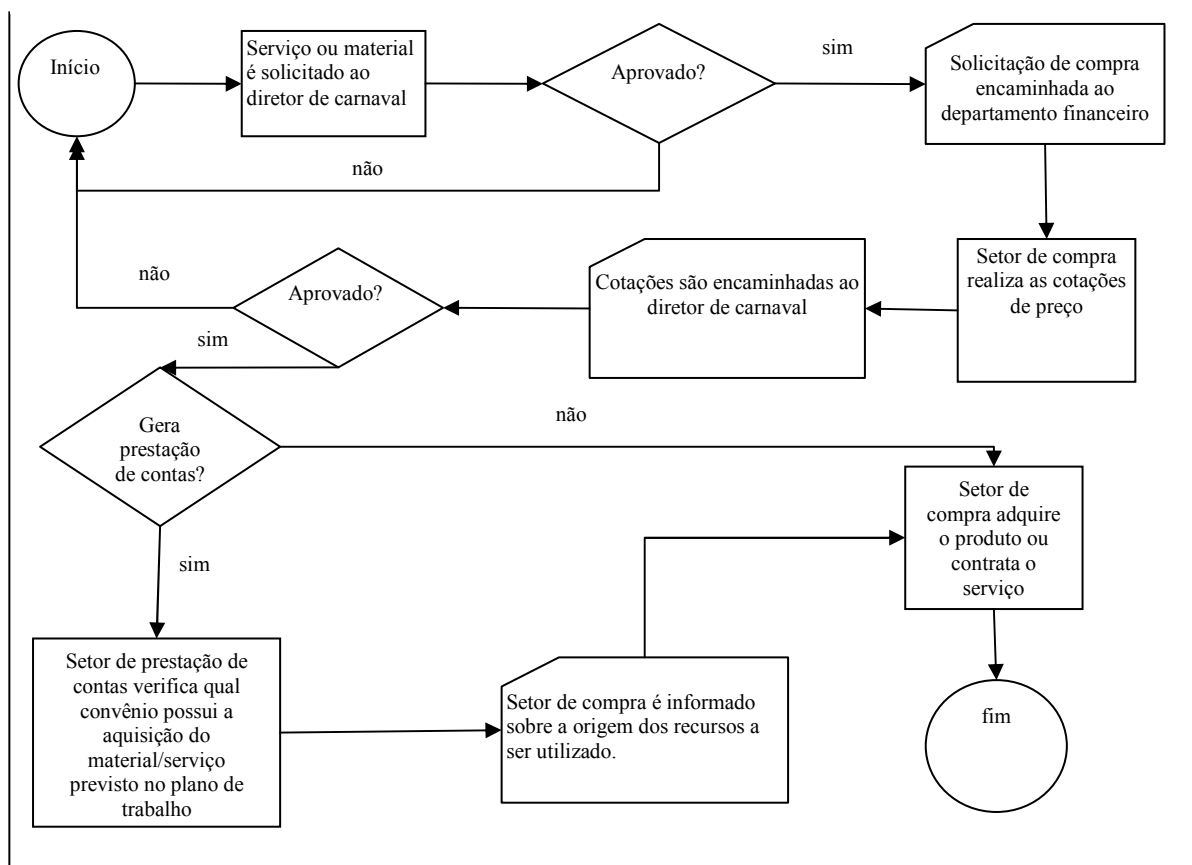 Início
Serviço ou material
é solicitado ao
diretor de carnaval
Aprovado?
sim
Solicitação de compra
encaminhada ao
departamento financeiro
não
Setor de compra
realiza as cotações
de preço
Cotações são encaminhadas ao
diretor de carnaval
Aprovado?
não
sim
Gera
prestação
de contas?
não
Setor de
compra adquire
o produto ou
contrata o
serviço
sim
Setor de prestação de
contas verifica qual
convênio possui a
aquisição do
material/serviço
previsto no plano de
trabalho
Setor de compra é informado
sobre a origem dos recursos a
ser utilizado.
fim